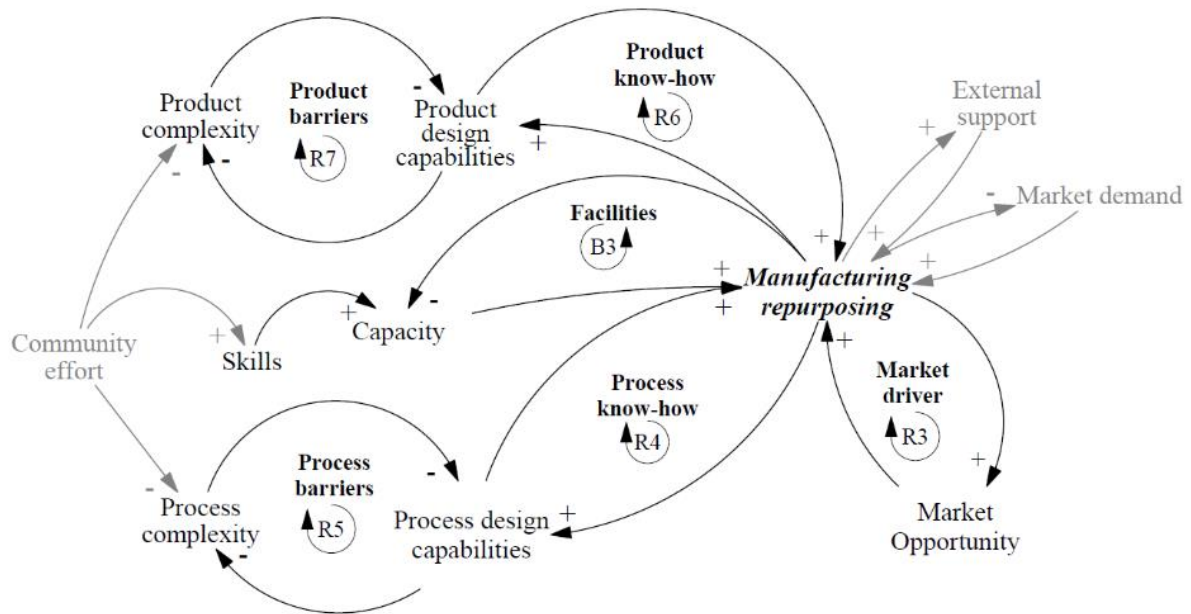 Product
know-how
R6
+
External
support
+
Product
complexity
-
Product
barriers
R7
-
-
Product
design
capabilities
+
-
Market demand
Facilities
B3
+
+
+
+
+
Manufacturing
repurposing
-
Capacity
+
+
Skills
Community
effort
+
Market
driver
R3
+
Market
Opportunity
Process
know-how
R4
-
Process
complexity
-
Process
barriers
R5
-
Process design
capabilities
+